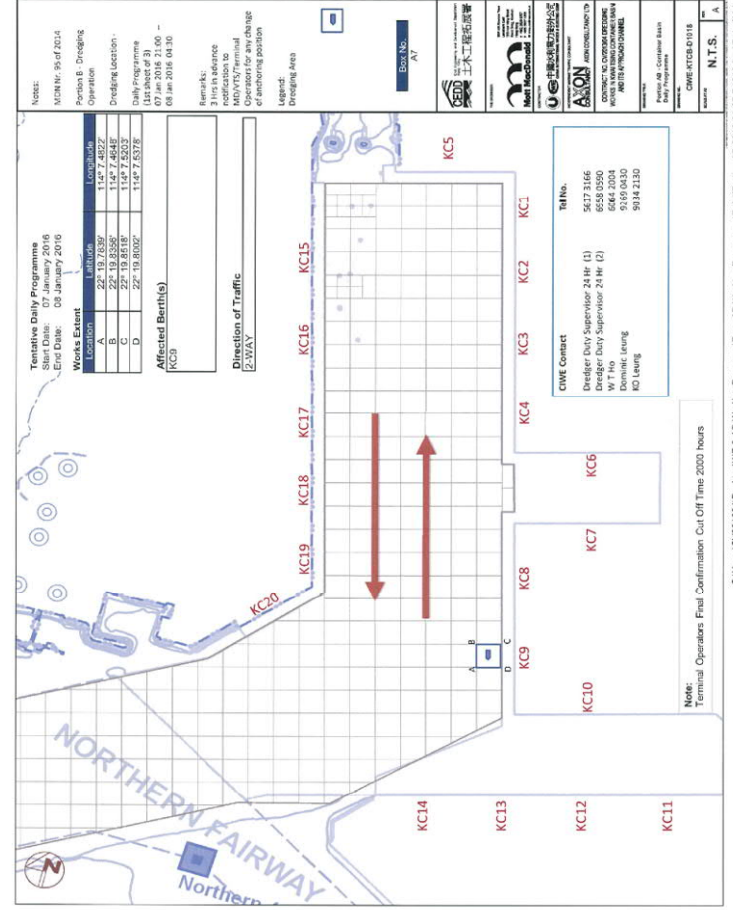 Tentative Daily Programme
Start Date: 07 January 2016
End Date: 08 January 2016
Works Extent
Location Latitude Longitude
A 22° 19.7839' 114° 7.4822'
B 22° 19.8356' 114° 7.4648'
C 22° 19.8518' 114° 7.5203'
D 22° 19.8002' 114° 7.5378'
Affected Berth(s)
KC9
Direction of Traffic
2-WAY
Notes:
MDN Nr. 95 of 2014
Portion B - Dredging
Operation
Dredging Location -
Daily Programme
(1st sheet of 3)
07 Jan 2016 21:00 –
08 Jan 2016 04:30
Remarks:
3 Hrs in advance
notification to
MD/VTS/Terminal
Operators for any change
of anchoring position
Legend:
Dredging Area
Box No.
A7
CEDD 土木工程拓展署
Mott MacDonald
AXON
CONSULTANCY
Portion AB - Container Basin
Daily Programme
CIWE-KTCB-D1018
N.T.S.
A
KC15
KC16
KC17
KC18
KC19
KC20
KC5
KC1
KC2
KC3
KC4
KC6
KC7
KC8
KC9
KC10
KC14
KC13
KC12
KC11
A B
D C
NORTHERN FAIRWAY
Northern
N
CIWE Contact Tel No.
Dredger Duty Supervisor 24 Hr (1) 5617 3166
Dredger Duty Supervisor 24 Hr (2) 6558 0590
W T Ho 6064 2004
Dominic Leung 9269 0430
KO Leung 9034 2130
Note:
Terminal Operators Final Confirmation Cut Off Time 2000 hours